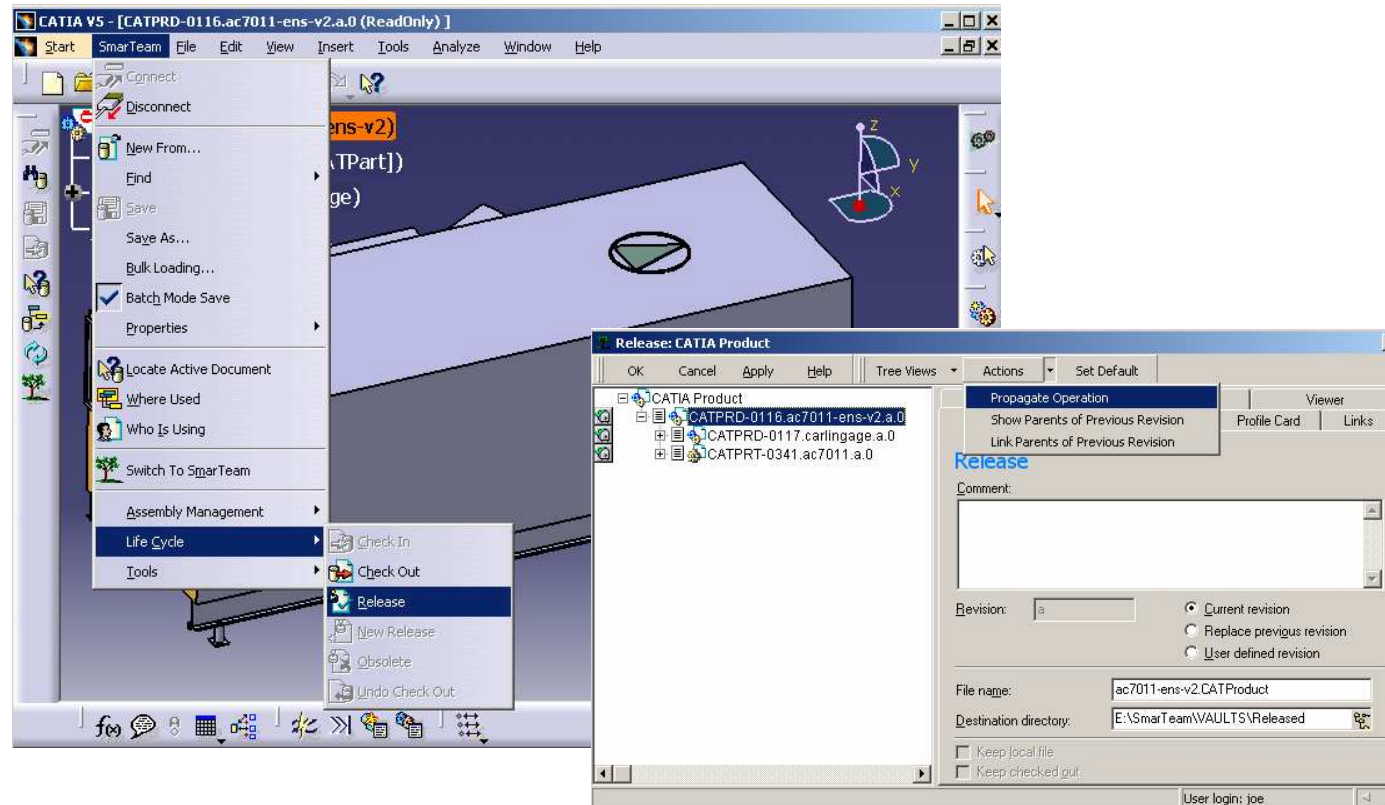 CATIA V5 - [CATPRD-0116.ac7011-ens-v2.a.0 (ReadOnly) ]
Start SmarTeam File Edit View Insert Tools Analyze Window Help
Connect
Disconnect
New From...
Find
Save
Save As...
Bulk Loading...
Batch Mode Save
Properties
Locate Active Document
Where Used
Who Is Using
Switch To SmarTeam
Assembly Management
Life Cycle
Tools
Check In
Check Out
Release
New Release
Obsolete
Undo Check Out
ens-v2)
TPart])
ge)
z
y
x
f(x)
Release: CATIA Product
OK Cancel Apply Help Tree Views Actions Set Default
Propagate Operation
Show Parents of Previous Revision
Link Parents of Previous Revision
Viewer
Profile Card Links
CATIA Product
CATPRD-0116.ac7011-ens-v2.a.0
CATPRD-0117.carlingage.a.0
CATPRT-0341.ac7011.a.0
Release
Comment:
Revision: a
Current revision
Replace previous revision
User defined revision
File name: ac7011-ens-v2.CATProduct
Destination directory: E:\SmarTeam\VAULTS\Released
Keep local file
Keep checked out
User login: joe